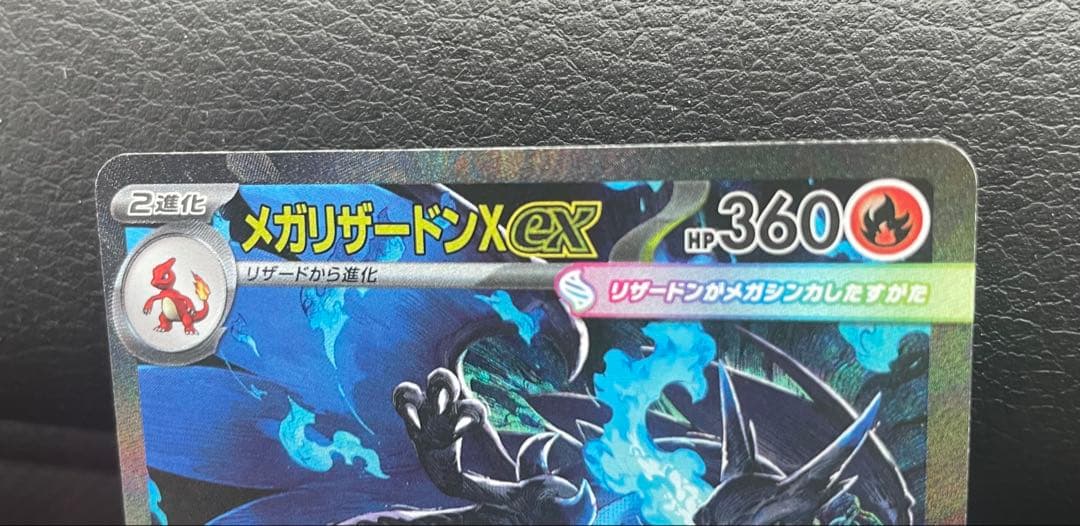 2進化
メガリザードンXex
HP360
リザードから進化
リザードンがメガシンカしたすがた